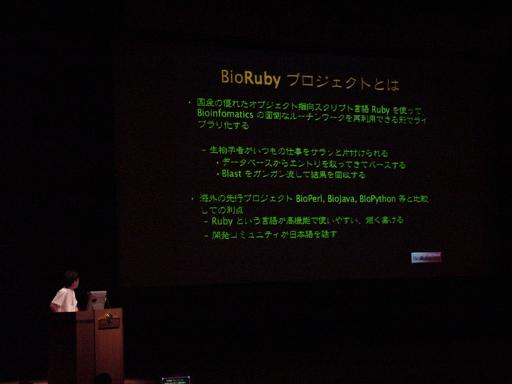 BioRuby プロジェクトとは
・ 国産の優れたオブジェクト指向スクリプト言語 Ruby を使って、
Bioinfomatics の面倒なルーチンワークを再利用できる形でライ
ブラリ化する
– 生物学者がいつもの仕事をサラッと片付けられる
・データベースからエントリを取ってきてパースする
・Blast をガンガン流して結果を回収する
・ 海外の先行プロジェクト BioPerl, BioJava, BioPython 等と比較
しての利点
– Ruby という言語が高機能で使いやすい、短く書ける
– 開発コミュニティが日本語を話す